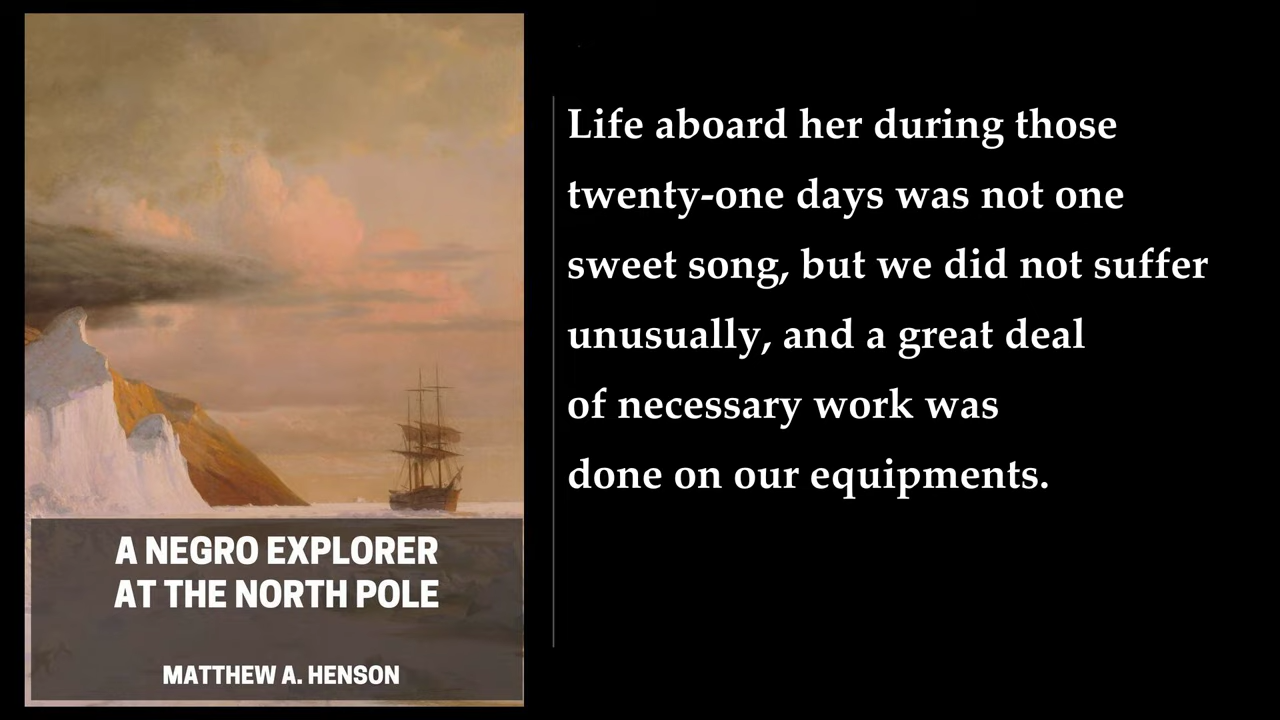 Life aboard her during those
twenty-one days was not one
sweet song, but we did not suffer
unusually, and a great deal
of necessary work was
done on our equipments.
A NEGRO EXPLORER
AT THE NORTH POLE
MATTHEW A. HENSON